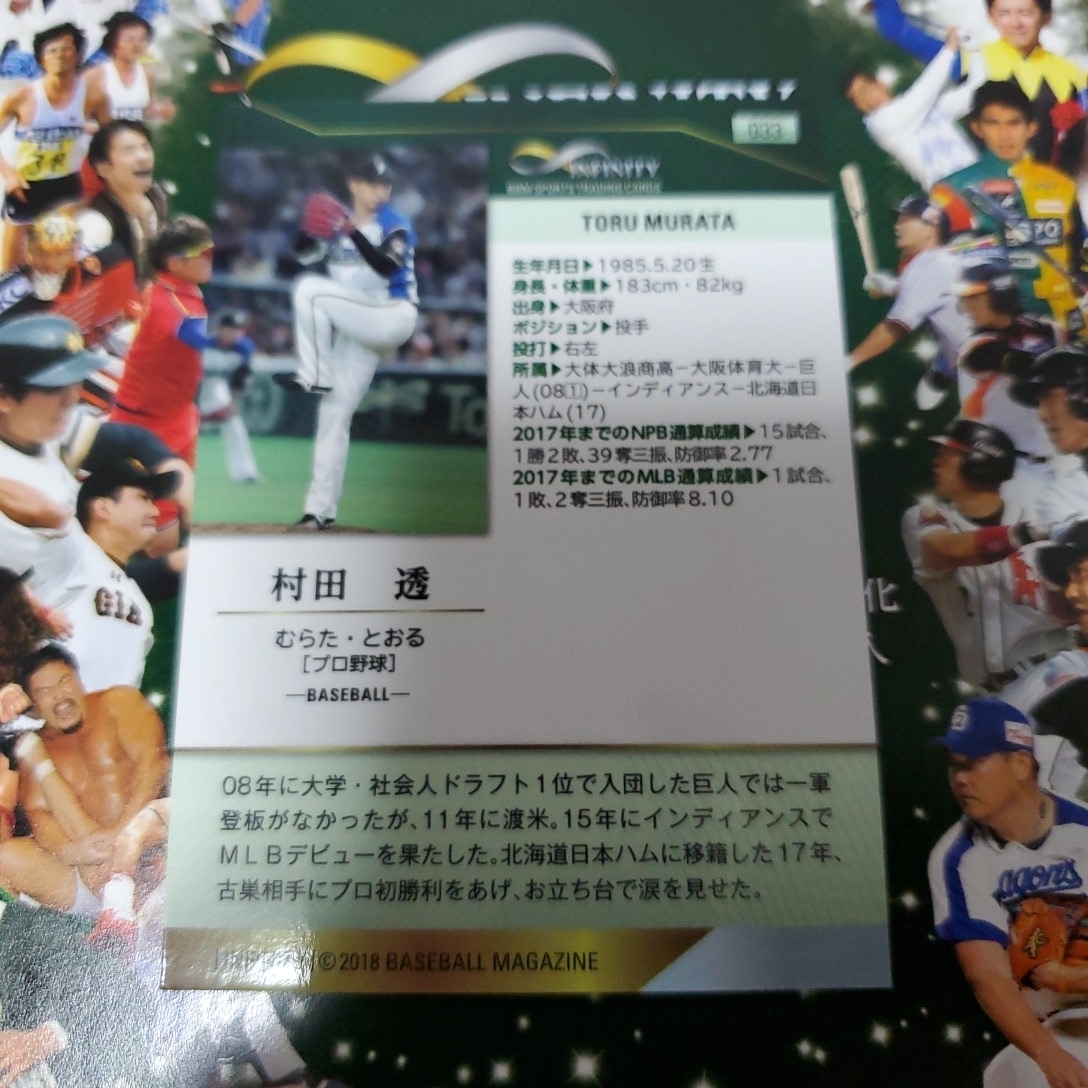 033
INFINITY
BBM SPORTS TRADING CARDS
TORU MURATA
生年月日▶1985.5.20生
身長・体重▶183cm・82kg
出身▶大阪府
ポジション▶投手
投打▶右左
所属▶大体大浪商高－大阪体育大－巨
人(08①)－インディアンス－北海道日
本ハム(17)
2017年までのNPB通算成績▶15試合、
1勝2敗、39奪三振、防御率2.77
2017年までのMLB通算成績▶1試合、
1敗、2奪三振、防御率8.10
村田 透
むらた・とおる
[プロ野球]
—BASEBALL—
08年に大学・社会人ドラフト1位で入団した巨人では一軍
登板がなかったが、11年に渡米。15年にインディアンスで
MLBデビューを果たした。北海道日本ハムに移籍した17年、
古巣相手にプロ初勝利をあげ、お立ち台で涙を見せた。
©2018 BASEBALL MAGAZINE
化
人
GIA
agons